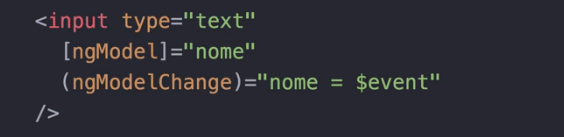 <input type="text"
[ngModel]="nome"
(ngModelChange)="nome = $event"
/>